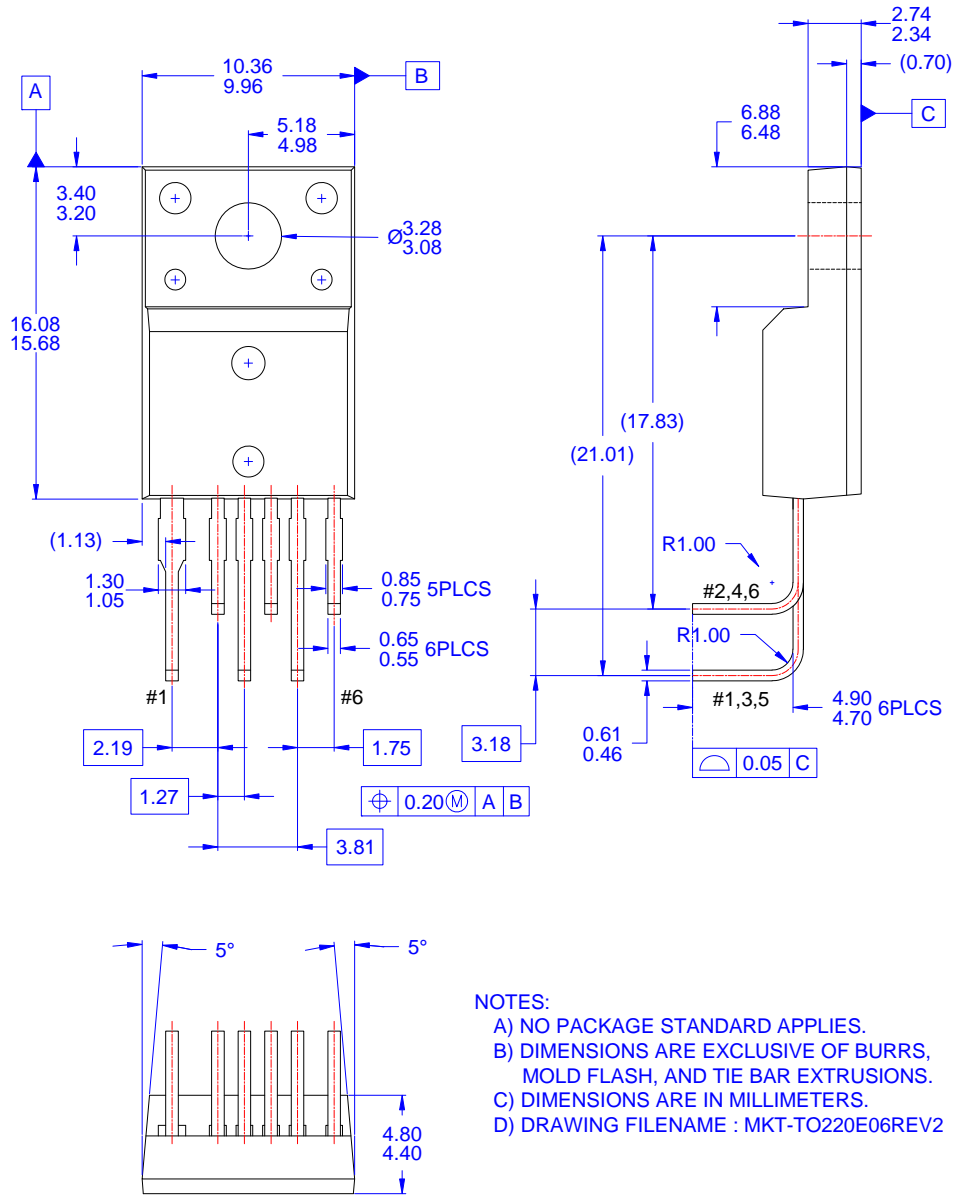 2.74
2.34
(0.70)
10.36
9.96
B
A
C
5.18
4.98
6.88
6.48
3.40
3.20
Ø3.28
3.08
16.08
15.68
(17.83)
(21.01)
(1.13)
R1.00
1.30
1.05
0.85
0.75 5PLCS
#2,4,6
0.65
0.55 6PLCS
R1.00
#1
#6
#1,3,5
4.90
4.70 6PLCS
2.19
1.75
3.18
0.61
0.46
0.05 C
1.27
0.20Ⓜ A B
3.81
5°
5°
4.80
4.40
NOTES:
A) NO PACKAGE STANDARD APPLIES.
B) DIMENSIONS ARE EXCLUSIVE OF BURRS,
MOLD FLASH, AND TIE BAR EXTRUSIONS.
C) DIMENSIONS ARE IN MILLIMETERS.
D) DRAWING FILENAME : MKT-TO220E06REV2